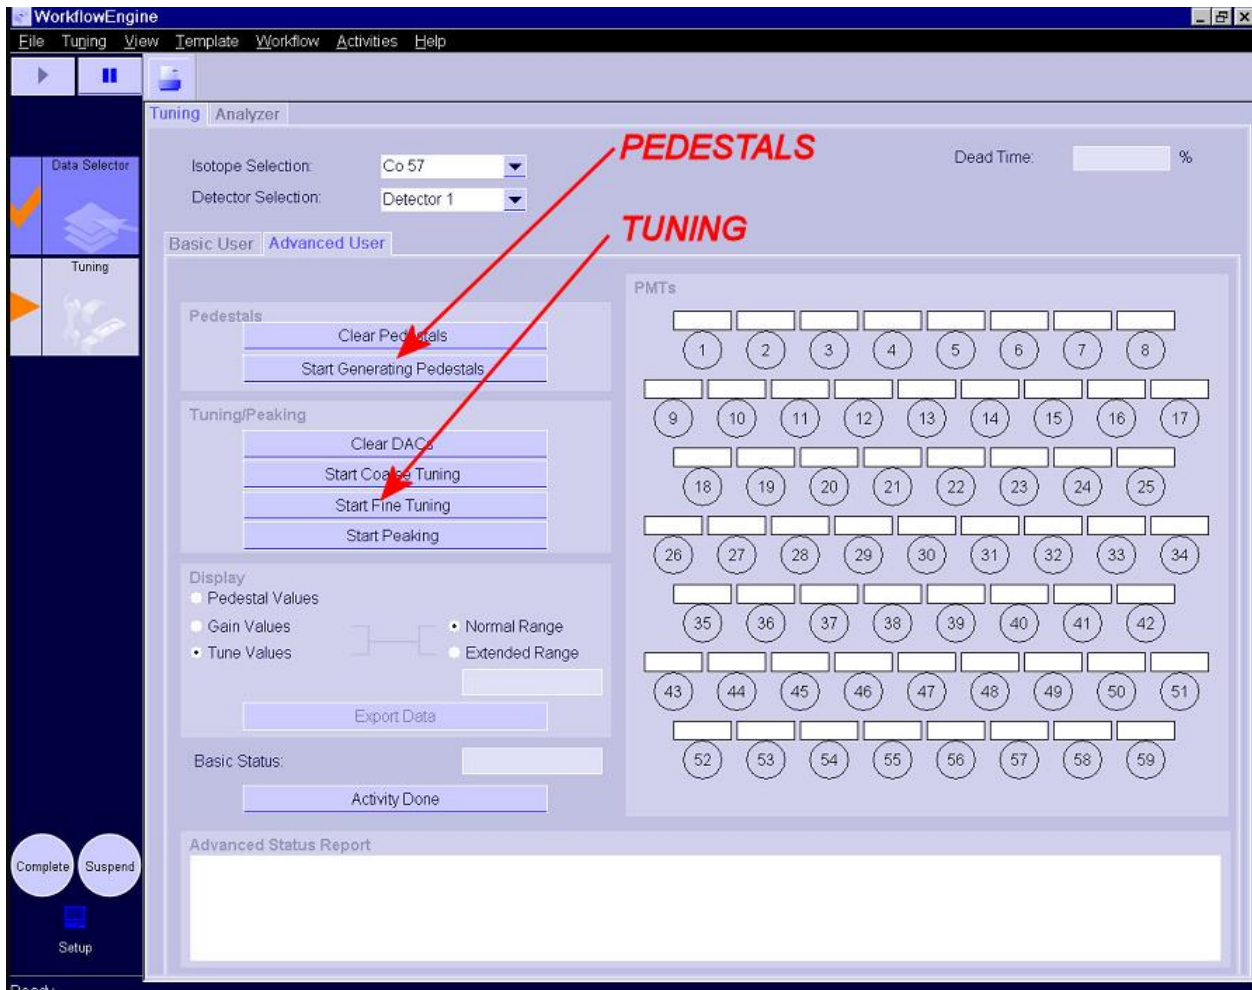 WorkflowEngine
File Tuning View Template Workflow Activities Help
Tuning Analyzer
PEDESTALS
Isotope Selection: Co 57
Dead Time: %
Detector Selection: Detector 1
TUNING
Data Selector
Tuning
Basic User Advanced User
Pedestals
Clear Pedestals
Start Generating Pedestals
Tuning/Peaking
Clear DACs
Start Coarse Tuning
Start Fine Tuning
Start Peaking
Display
Pedestal Values
Gain Values Normal Range
Tune Values Extended Range
Export Data
Basic Status:
Activity Done
PMTs
1 2 3 4 5 6 7 8
9 10 11 12 13 14 15 16 17
18 19 20 21 22 23 24 25
26 27 28 29 30 31 32 33 34
35 36 37 38 39 40 41 42
43 44 45 46 47 48 49 50 51
52 53 54 55 56 57 58 59
Advanced Status Report
Complete Suspend
Setup
Ready